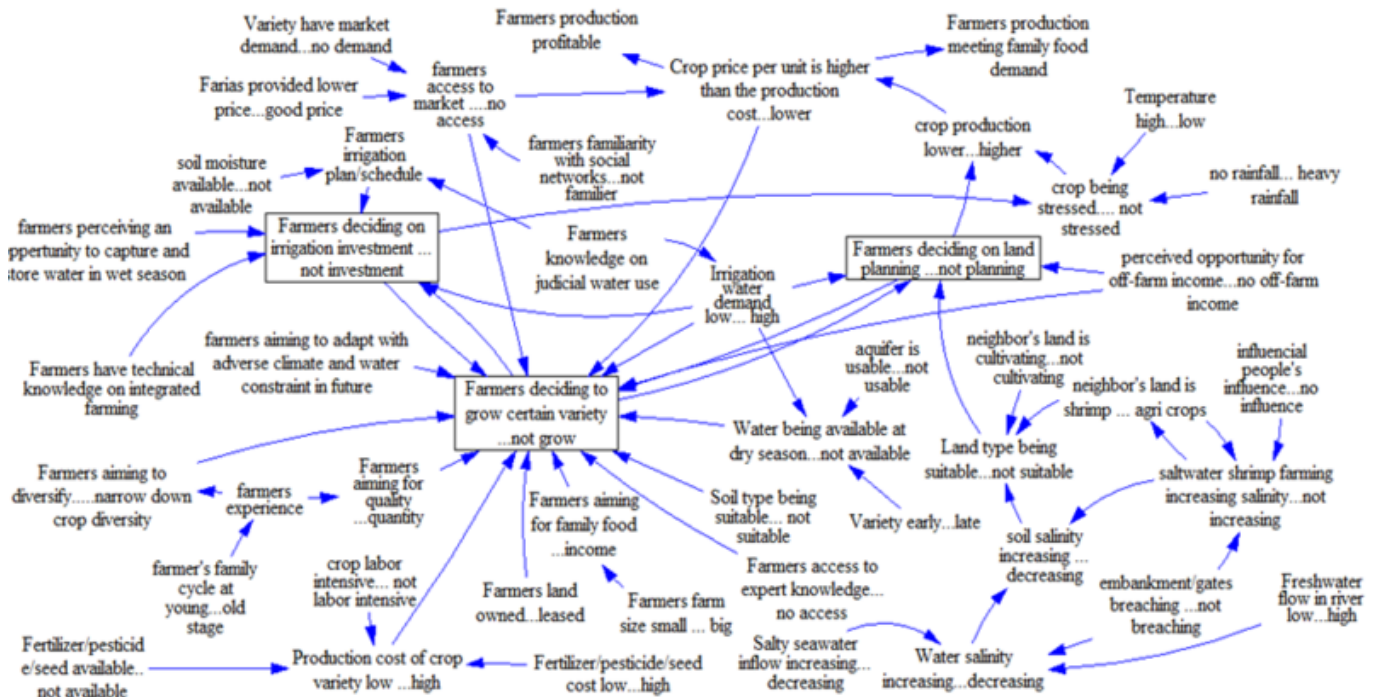 Variety have market
demand...no demand
Farias provided lower
price...good price
farmers
access to
market ....no
access
Farmers production
profitable
Crop price per unit is higher
than the production
cost...lower
Farmers production
meeting family food
demand
Temperature
high...low
crop production
lower...higher
no rainfall... heavy
rainfall
crop being
stressed.... not
stressed
soil moisture
available...not
available
Farmers
irrigation
plan/schedule
farmers familiarity
with social
networks...not
familier
farmers perceiving an
pportunity to capture and
tore water in wet season
Farmers deciding on
irrigation investment ...
not investment
Farmers
knowledge on
judicial water use
Irrigation
water
demand
low... high
Farmers deciding on land
planning ...not planning
perceived opportunity for
off-farm income...no off-farm
income
Farmers have technical
knowledge on integrated
farming
farmers aiming to adapt with
adverse climate and water
constraint in future
Farmers deciding to
grow certain variety
...not grow
aquifer is
usable...not
usable
neighbor's land is
cultivating...not
cultivating
neighbor's land is
shrimp ... agri crops
influencial
people's
influence...no
influence
Water being available at
dry season...not available
Land type being
suitable...not suitable
saltwater shrimp farming
increasing salinity...not
increasing
Farmers aiming to
diversify.....narrow down
crop diversity
farmers
experience
Farmers
aiming for
quality
...quantity
Farmers aiming
for family food
...income
Soil type being
suitable... not
suitable
Variety early...late
soil salinity
increasing ...
decreasing
farmer's family
cycle at
young...old
stage
crop labor
intensive... not
labor intensive
Farmers land
owned...leased
Farmers farm
size small ... big
Farmers access to
expert knowledge...
no access
embankment/gates
breaching ...not
breaching
Freshwater
flow in river
low...high
Fertilizer/pesticid
e/seed available..
not available
Production cost of crop
variety low ...high
Fertilizer/pesticide/seed
cost low...high
Salty seawater
inflow increasing...
decreasing
Water salinity
increasing...decreasing